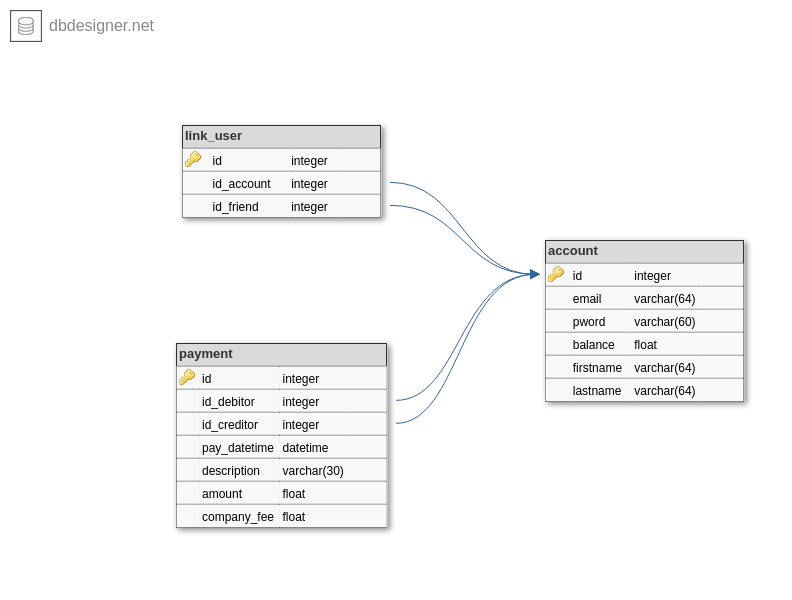 dbdesigner.net
link_user
id integer
id_account integer
id_friend integer
account
id integer
email varchar(64)
pword varchar(60)
balance float
firstname varchar(64)
lastname varchar(64)
payment
id integer
id_debitor integer
id_creditor integer
pay_datetime datetime
description varchar(30)
amount float
company_fee float